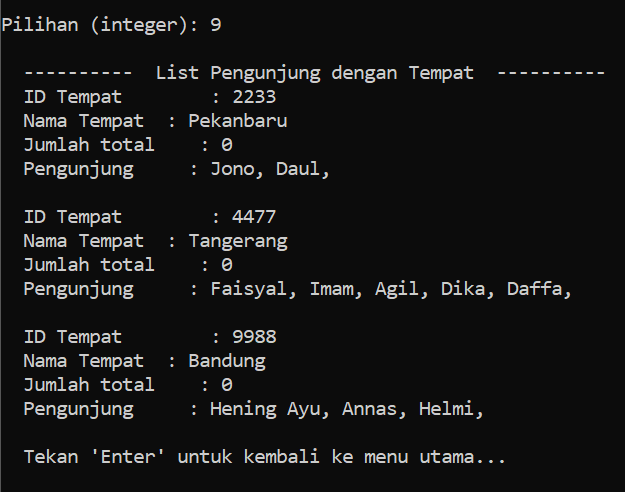 Pilihan (integer): 9
----------  List Pengunjung dengan Tempat  ----------
ID Tempat        : 2233
Nama Tempat  : Pekanbaru
Jumlah total    : 0
Pengunjung     : Jono, Daul,
ID Tempat        : 4477
Nama Tempat  : Tangerang
Jumlah total    : 0
Pengunjung     : Faisyal, Imam, Agil, Dika, Daffa,
ID Tempat        : 9988
Nama Tempat  : Bandung
Jumlah total    : 0
Pengunjung     : Hening Ayu, Annas, Helmi,
Tekan 'Enter' untuk kembali ke menu utama...